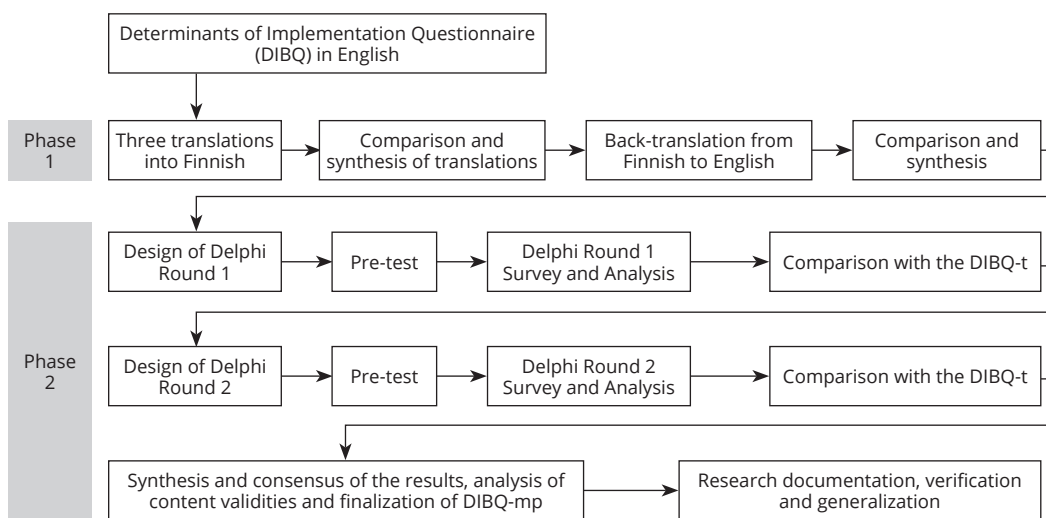 Determinants of Implementation Questionnaire
(DIBQ) in English
Phase
1
Three translations
into Finnish
Comparison and
synthesis of translations
Back-translation from
Finnish to English
Comparison and
synthesis
Phase
2
Design of Delphi
Round 1
Pre-test
Delphi Round 1
Survey and Analysis
Comparison with the DIBQ-t
Design of Delphi
Round 2
Pre-test
Delphi Round 2
Survey and Analysis
Comparison with the DIBQ-t
Synthesis and consensus of the results, analysis of
content validities and finalization of DIBQ-mp
Research documentation, verification
and generalization